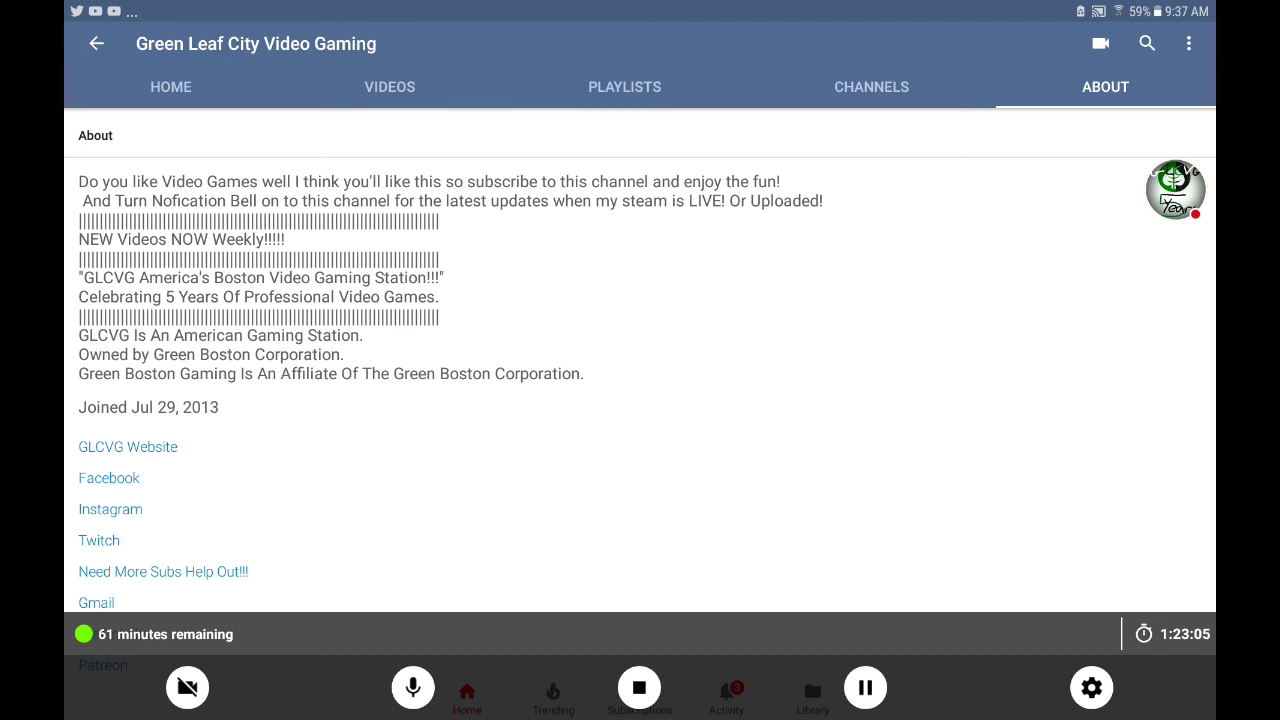 ...
59% 9:37 AM
Green Leaf City Video Gaming
HOME VIDEOS PLAYLISTS CHANNELS ABOUT
About
Do you like Video Games well I think you'll like this so subscribe to this channel and enjoy the fun!
And Turn Nofication Bell on to this channel for the latest updates when my steam is LIVE! Or Uploaded!
||||||||||||||||||||||||||||||||||||||||||||||||||||||||||||||||||||||||||||||||||||||
NEW Videos NOW Weekly!!!!!
||||||||||||||||||||||||||||||||||||||||||||||||||||||||||||||||||||||||||||||||||||||
"GLCVG America's Boston Video Gaming Station!!!"
Celebrating 5 Years Of Professional Video Games.
||||||||||||||||||||||||||||||||||||||||||||||||||||||||||||||||||||||||||||||||||||||
GLCVG Is An American Gaming Station.
Owned by Green Boston Corporation.
Green Boston Gaming Is An Affiliate Of The Green Boston Corporation.
Joined Jul 29, 2013
GLCVG Website
Facebook
Instagram
Twitch
Need More Subs Help Out!!!
Gmail
61 minutes remaining 1:23:05
Patreon
Home Trending Subscriptions Activity 3 Library